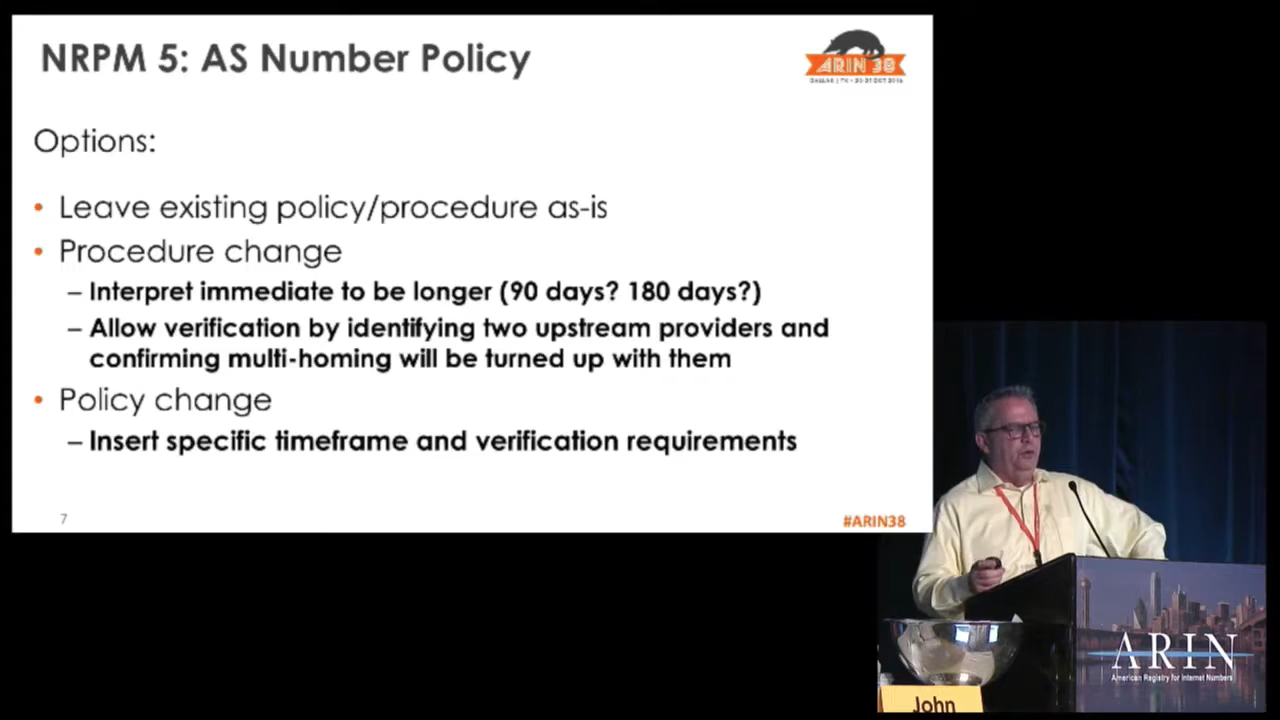 NRPM 5: AS Number Policy
ARIN 38
DALLAS | TX • 20-21 OCT 2016
Options:
• Leave existing policy/procedure as-is
• Procedure change
– Interpret immediate to be longer (90 days? 180 days?)
– Allow verification by identifying two upstream providers and
confirming multi-homing will be turned up with them
• Policy change
– Insert specific timeframe and verification requirements
7
#ARIN38
ARIN
American Registry for Internet Numbers
John